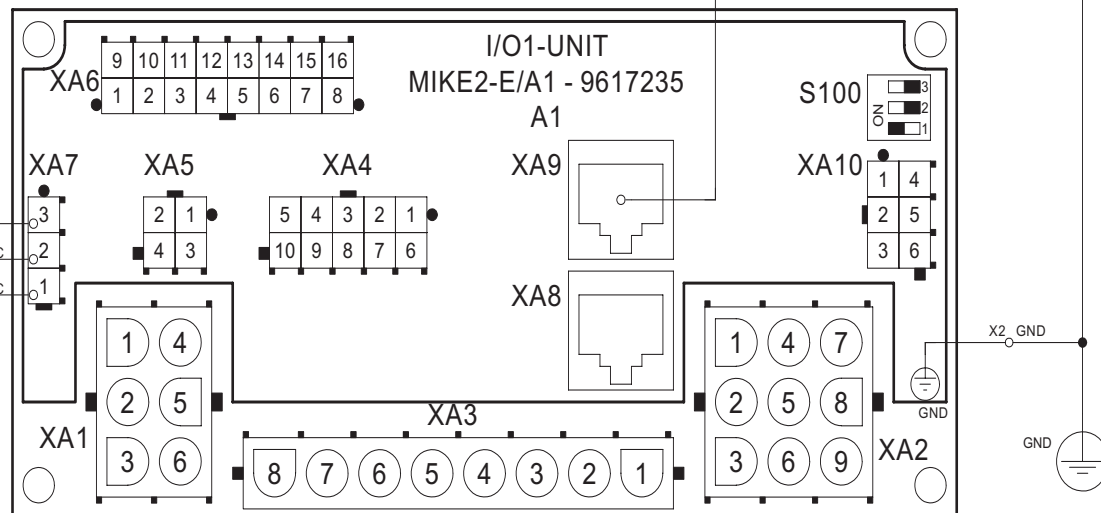 I/O1-UNIT
MIKE2-E/A1 - 9617235
A1
XA6
9 10 11 12 13 14 15 16
1 2 3 4 5 6 7 8
S100
ON
3
2
1
XA7
3
2
1
C
C
XA5
2 1
4 3
XA4
5 4 3 2 1
10 9 8 7 6
XA9
XA10
1 4
2 5
3 6
XA8
XA1
1 4
2 5
3 6
XA3
8 7 6 5 4 3 2 1
XA2
1 4 7
2 5 8
3 6 9
GND
X2 GND
GND